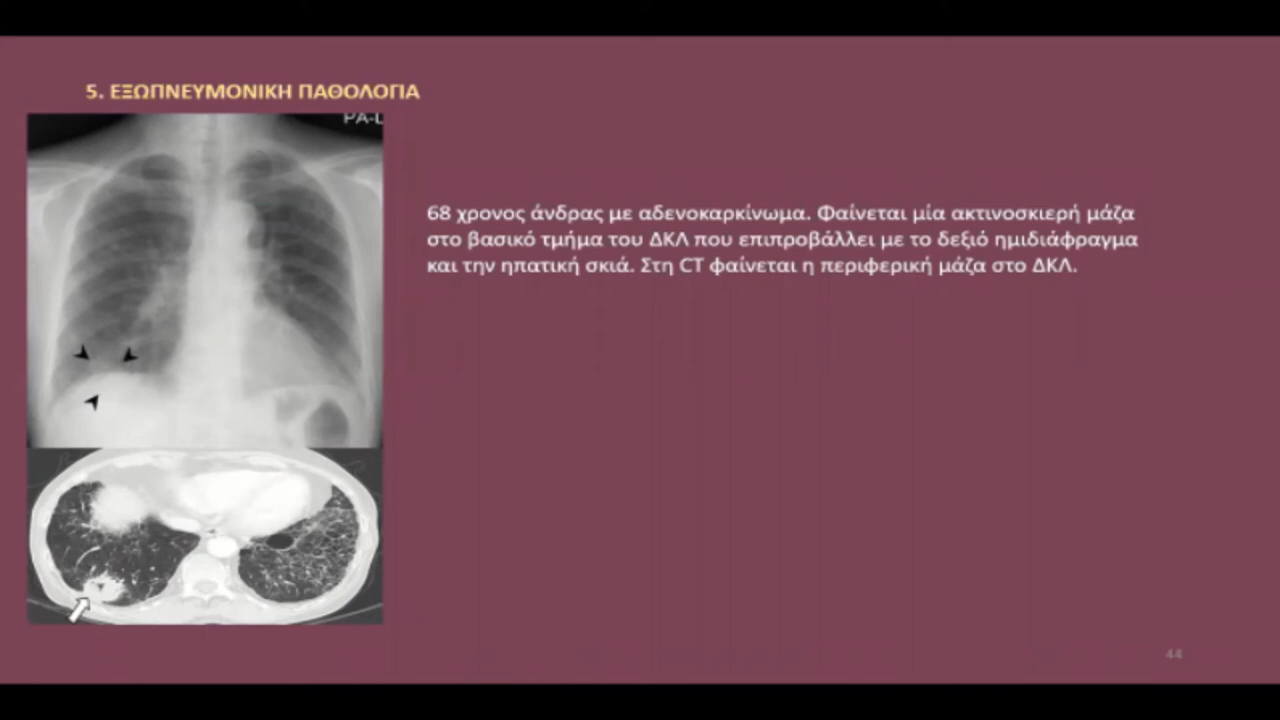 5. ΕΞΩΠΝΕΥΜΟΝΙΚΗ ΠΑΘΟΛΟΓΙΑ
PA-L
68 χρονος άνδρας με αδενοκαρκίνωμα. Φαίνεται μία ακτινοσκιερή μάζα
στο βασικό τμήμα του ΔΚΛ που επιπροβάλλει με το δεξιό ημιδιάφραγμα
και την ηπατική σκιά. Στη CT φαίνεται η περιφερική μάζα στο ΔΚΛ.
44